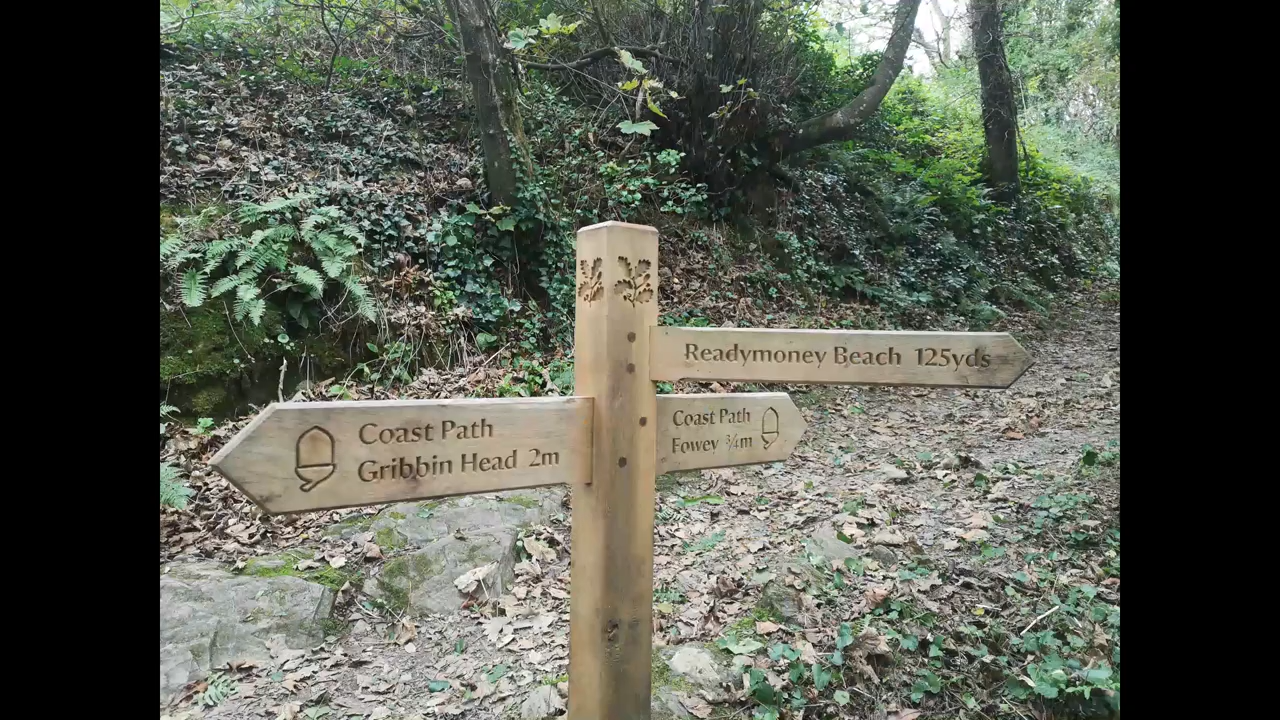 Readymoney Beach 125yds
Coast Path
Gribbin Head 2m
Coast Path
Fowey ¾m